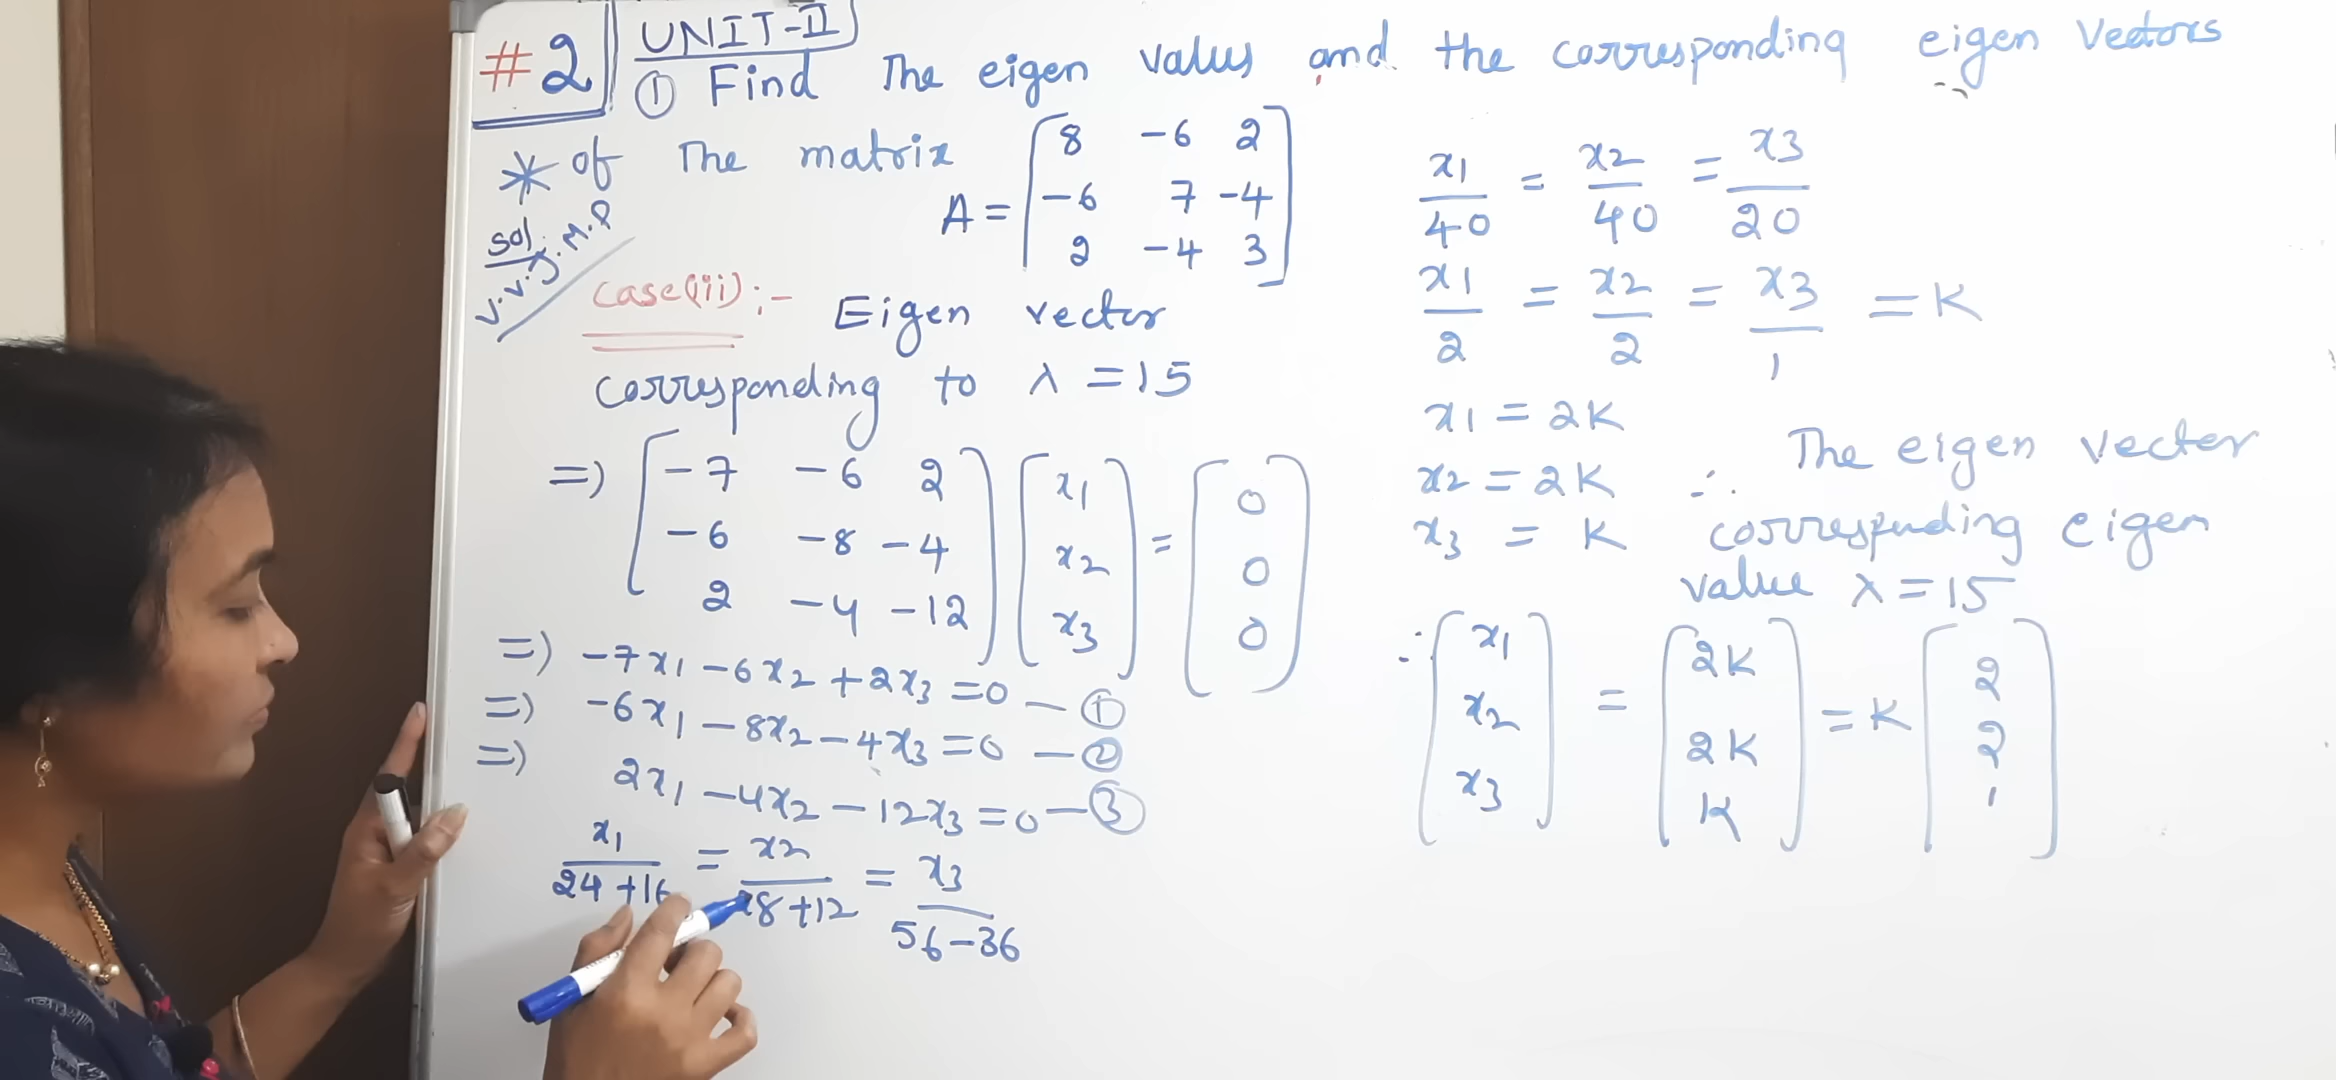 #2
UNIT-II
① Find The eigen values and the corresponding eigen vectors
* of The matrix
A = [8 -6 2
-6 7 -4
2 -4 3]
sol
V.V.J.M.P
case(ii):- Eigen vector
corresponding to λ = 15
=) [-7 -6 2
-6 -8 -4
2 -4 -12] [x1
x2
x3] = [0
0
0]
=) -7x1 - 6x2 + 2x3 = 0 — ①
=) -6x1 - 8x2 - 4x3 = 0 — ②
=) 2x1 - 4x2 - 12x3 = 0 — ③
x1/24+16 = x2/28+12 = x3/56-36
x1/40 = x2/40 = x3/20
x1/2 = x2/2 = x3/1 = K
x1 = 2K
x2 = 2K
x3 = K
∴ The eigen vector
corresponding eigen
value λ = 15
∴ [x1
x2
x3] = [2K
2K
K] = K [2
2
1]